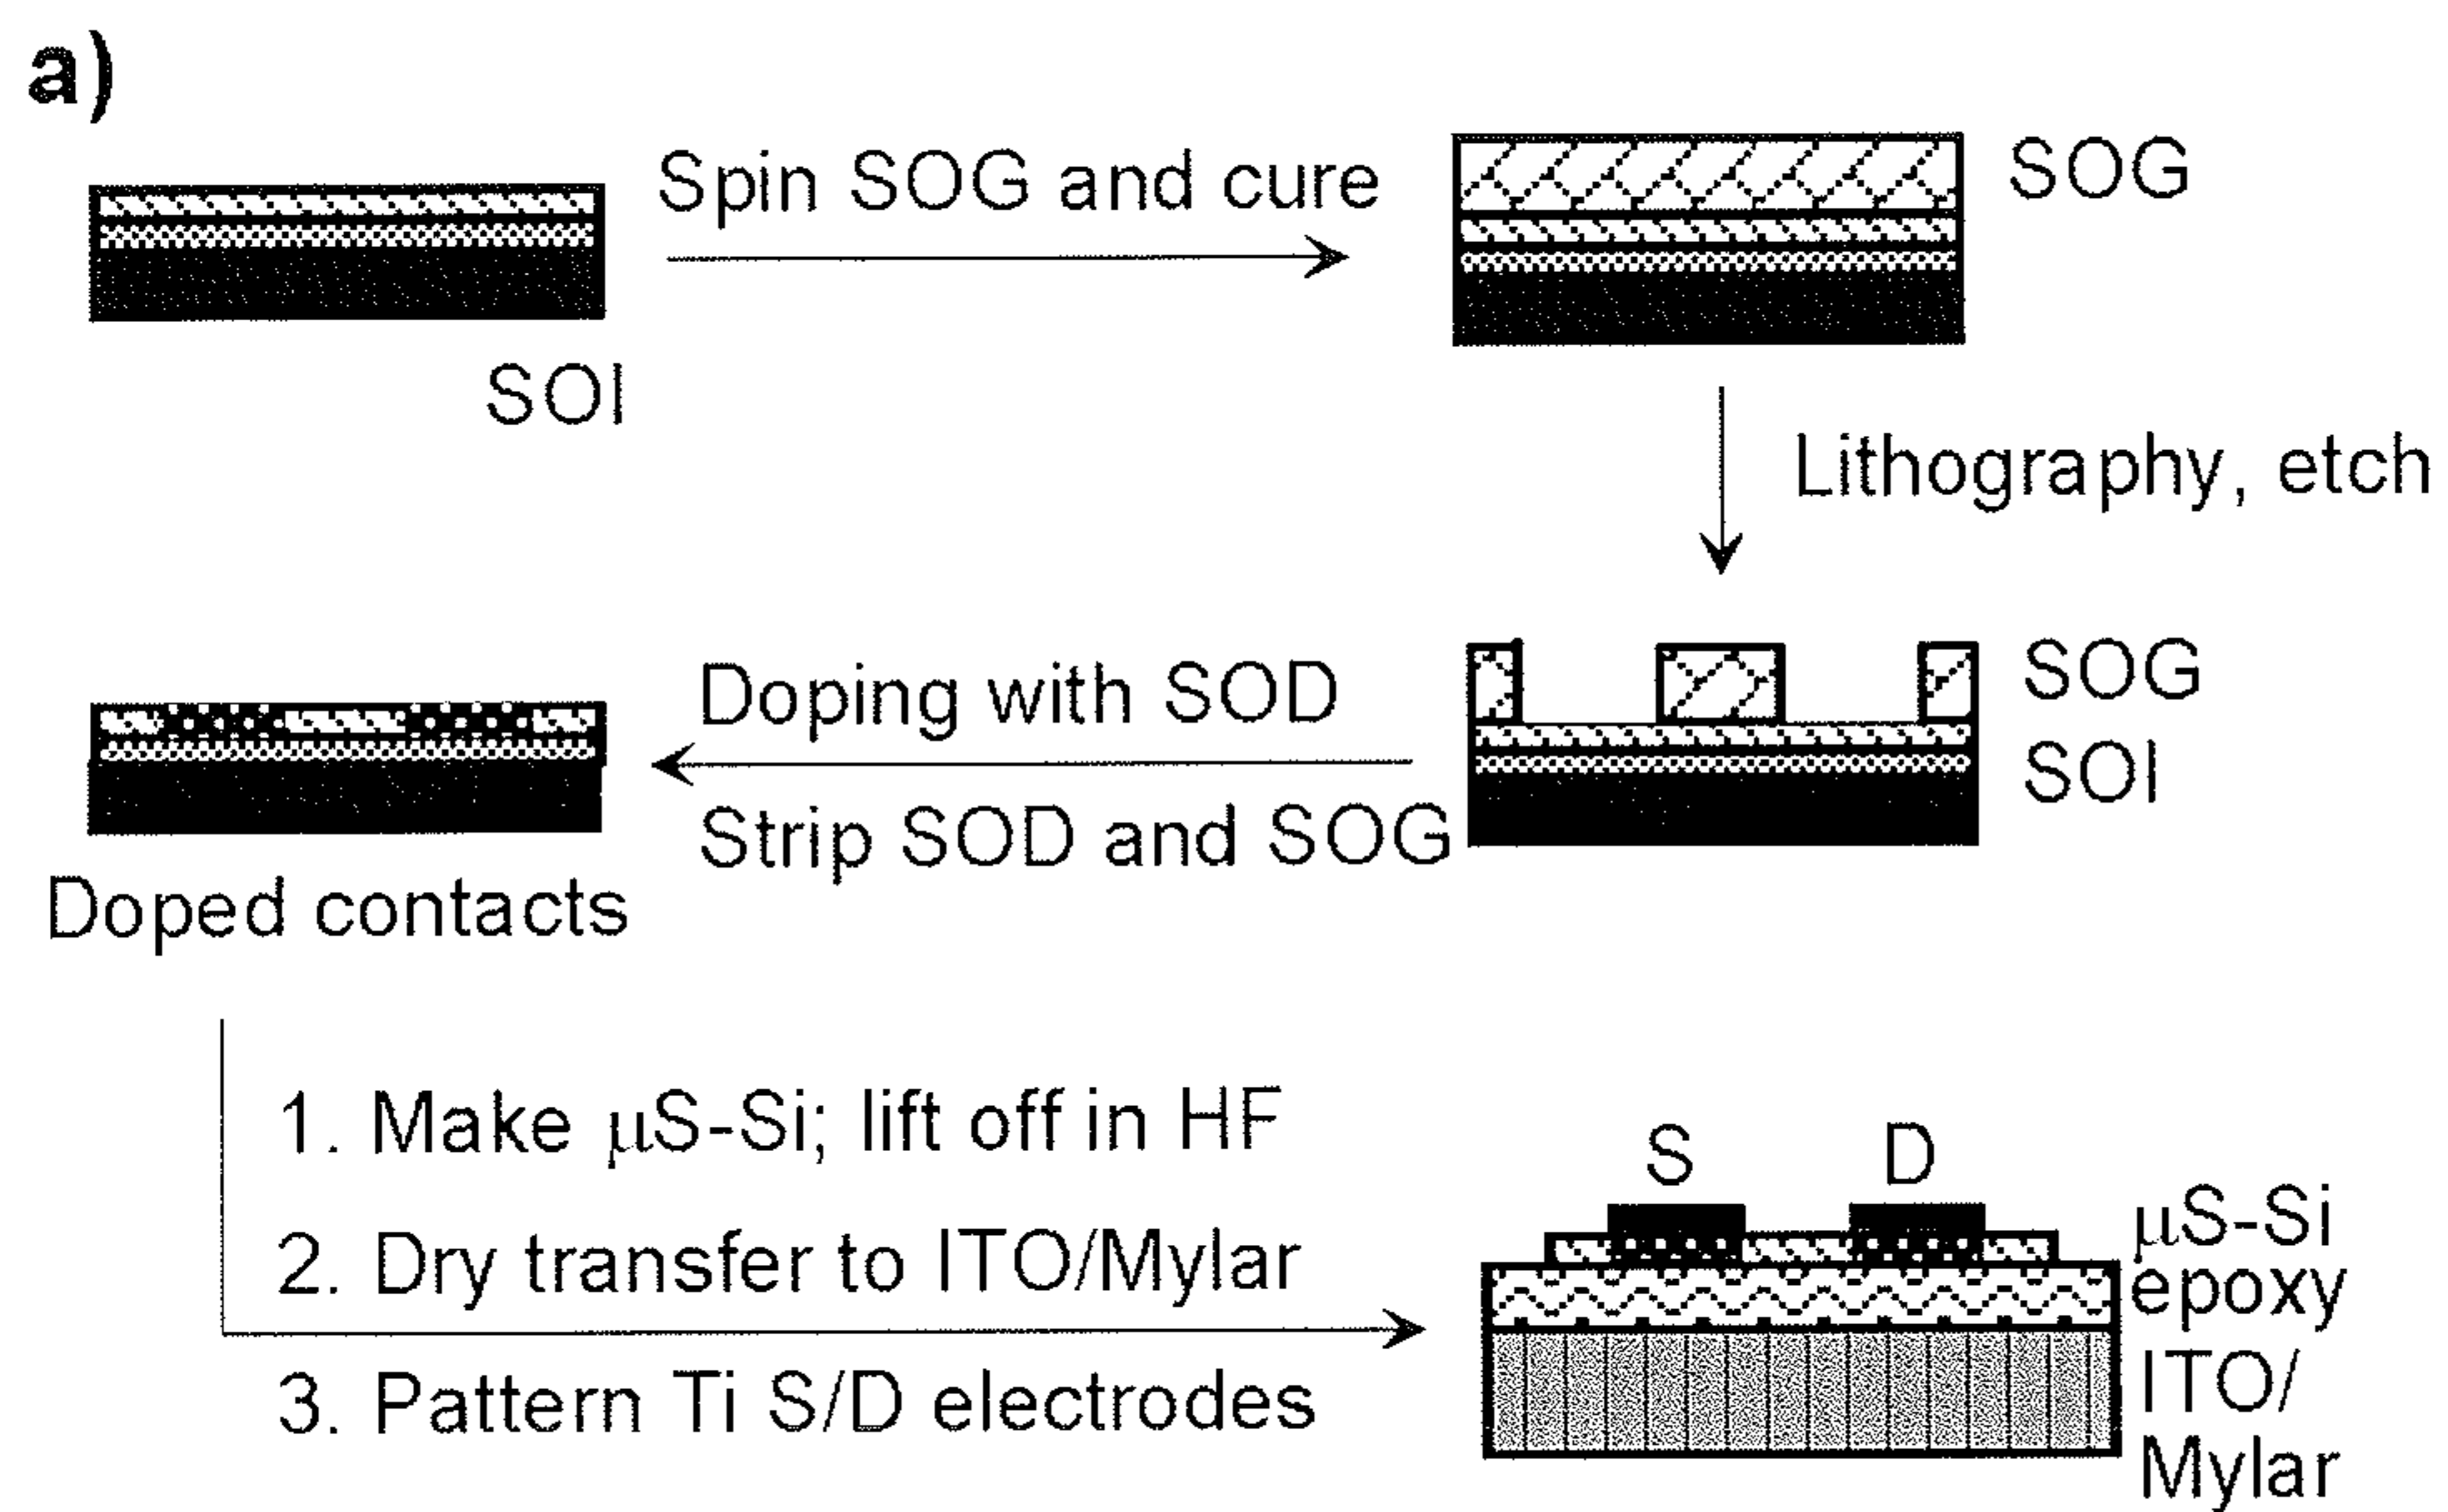 a)
Spin SOG and cure
SOG
SOI
Lithography, etch
Doping with SOD
Strip SOD and SOG
SOG
SOI
Doped contacts
1. Make μS-Si; lift off in HF
2. Dry transfer to ITO/Mylar
3. Pattern Ti S/D electrodes
S D
μS-Si
epoxy
ITO/
Mylar